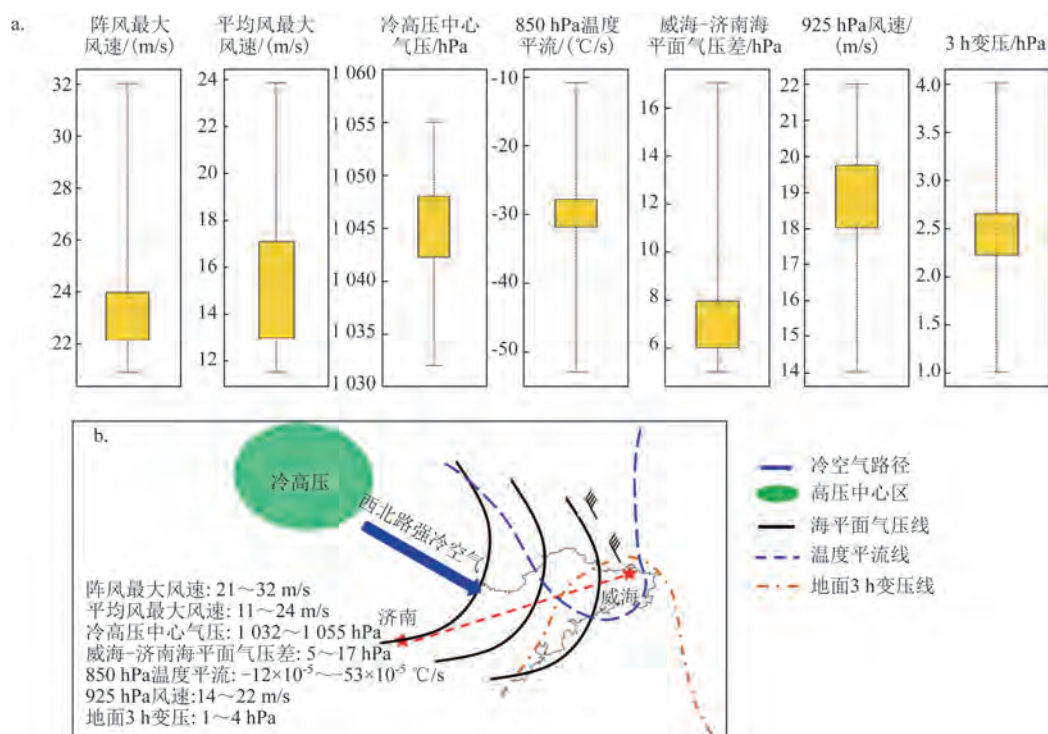 a.
阵风最大
风速/(m/s)
32
30
28
26
24
22
平均风最大
风速/(m/s)
24
22
20
18
16
14
12
冷高压中心
气压/hPa
1 060
1 055
1 050
1 045
1 040
1 035
1 030
850 hPa温度
平流/(℃/s)
-10
-20
-30
-40
-50
威海-济南海
平面气压差/hPa
16
14
12
10
8
6
925 hPa风速/
(m/s)
22
21
20
19
18
17
16
15
14
3 h变压/hPa
4.0
3.5
3.0
2.5
2.0
1.5
1.0
b.
冷高压
西北路强冷空气
济南
威海
阵风最大风速: 21～32 m/s
平均风最大风速: 11～24 m/s
冷高压中心气压: 1 032～1 055 hPa
威海-济南海平面气压差: 5～17 hPa
850 hPa温度平流: −12×10⁻⁵～−53×10⁻⁵ ℃/s
925 hPa风速:14～22 m/s
地面3 h变压: 1～4 hPa
冷空气路径
高压中心区
海平面气压线
温度平流线
地面3 h变压线